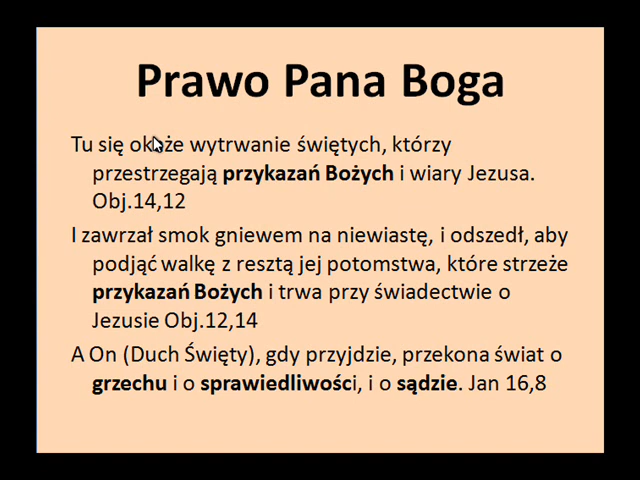 Prawo Pana Boga
Tu się okaże wytrwanie świętych, którzy
przestrzegają przykazań Bożych i wiary Jezusa.
Obj.14,12
I zawrzał smok gniewem na niewiastę, i odszedł, aby
podjąć walkę z resztą jej potomstwa, które strzeże
przykazań Bożych i trwa przy świadectwie o
Jezusie Obj.12,14
A On (Duch Święty), gdy przyjdzie, przekona świat o
grzechu i o sprawiedliwości, i o sądzie. Jan 16,8